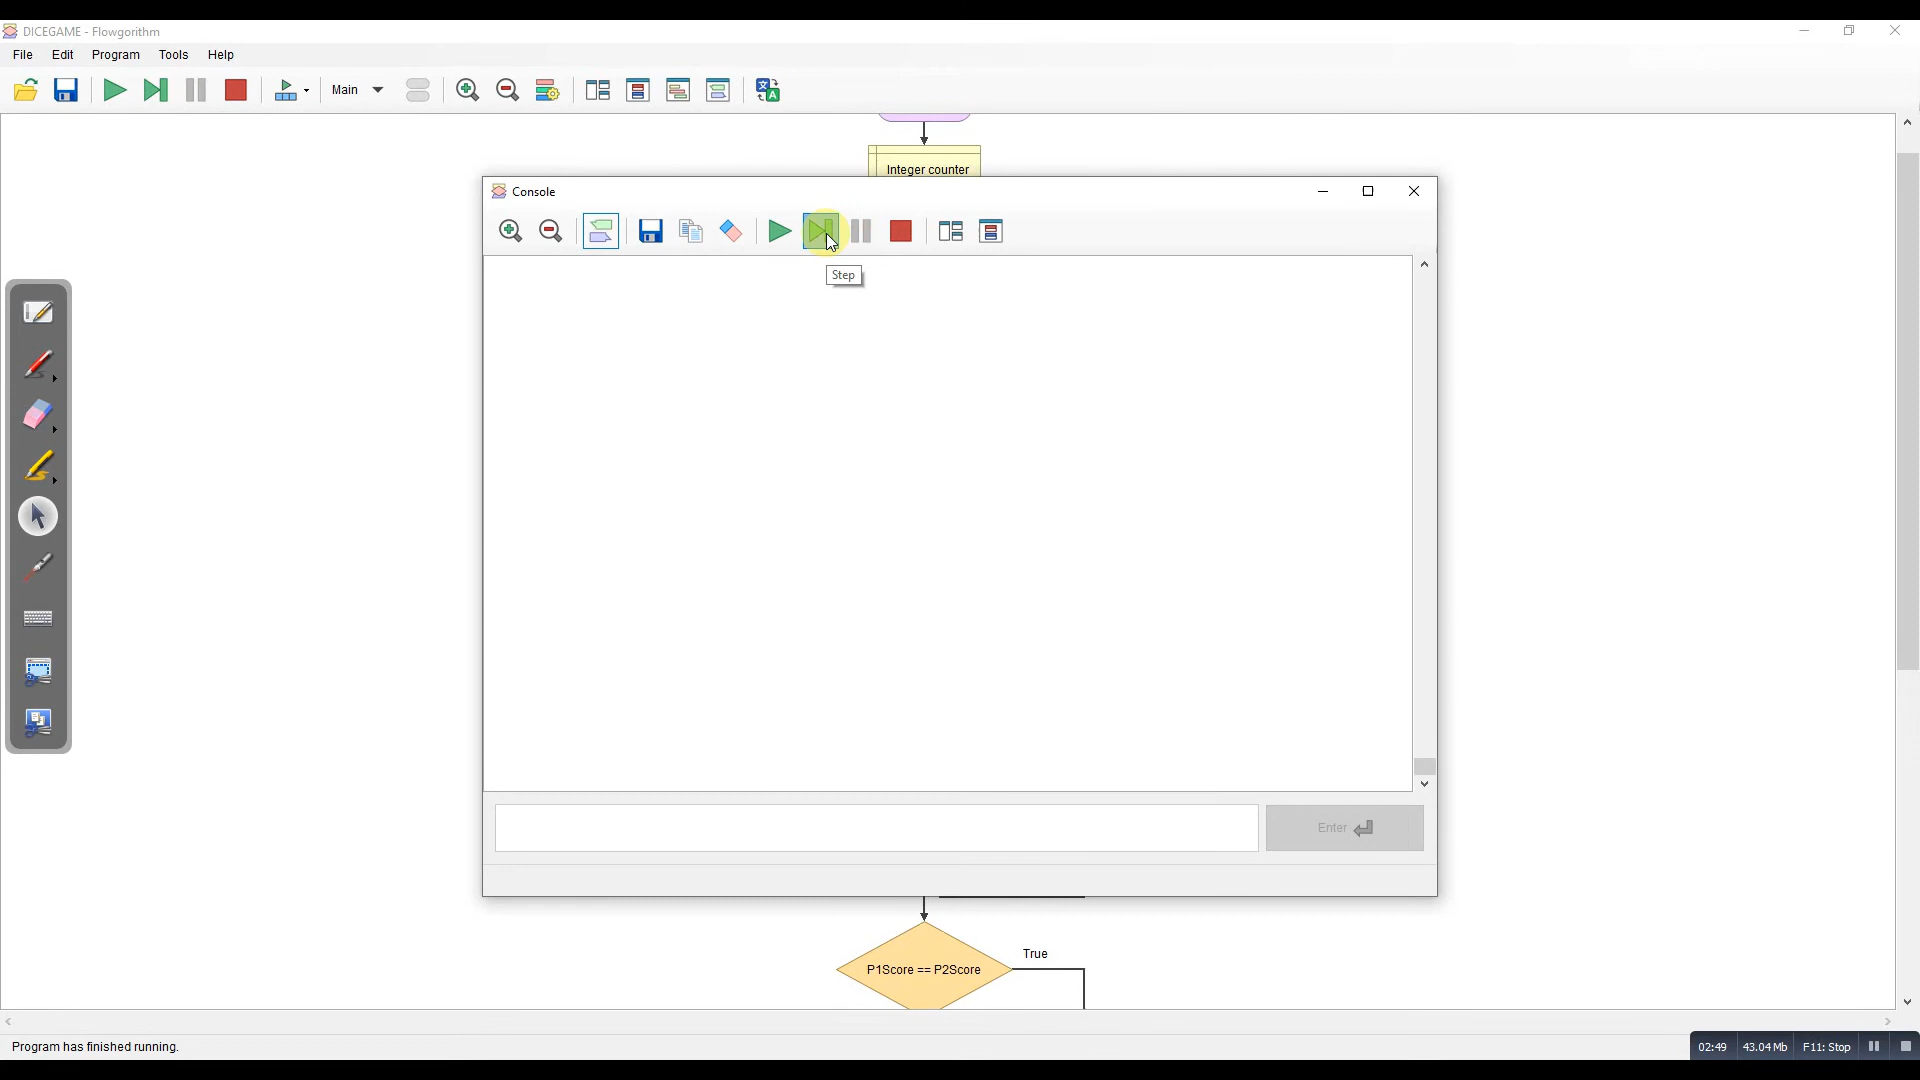 DICEGAME - Flowgorithm
File Edit Program Tools Help
Main
Integer counter
Console
Step
Enter
True
P1Score == P2Score
Program has finished running.
02:49 43.04 Mb F11: Stop